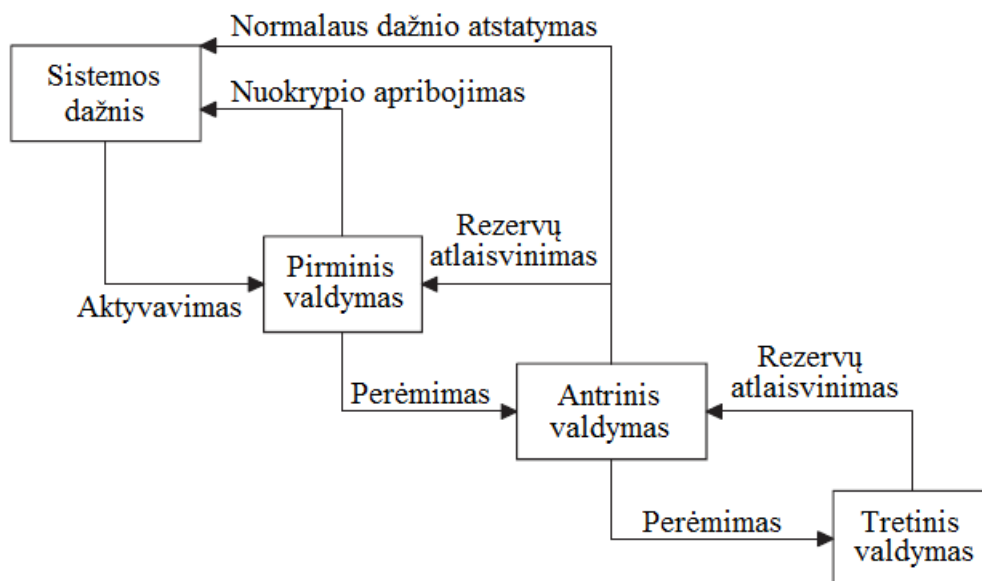 Normalaus dažnio atstatymas
Sistemos
dažnis
Nuokrypio apribojimas
Rezervų
atlaisvinimas
Pirminis
valdymas
Aktyvavimas
Rezervų
atlaisvinimas
Perėmimas
Antrinis
valdymas
Perėmimas
Tretinis
valdymas